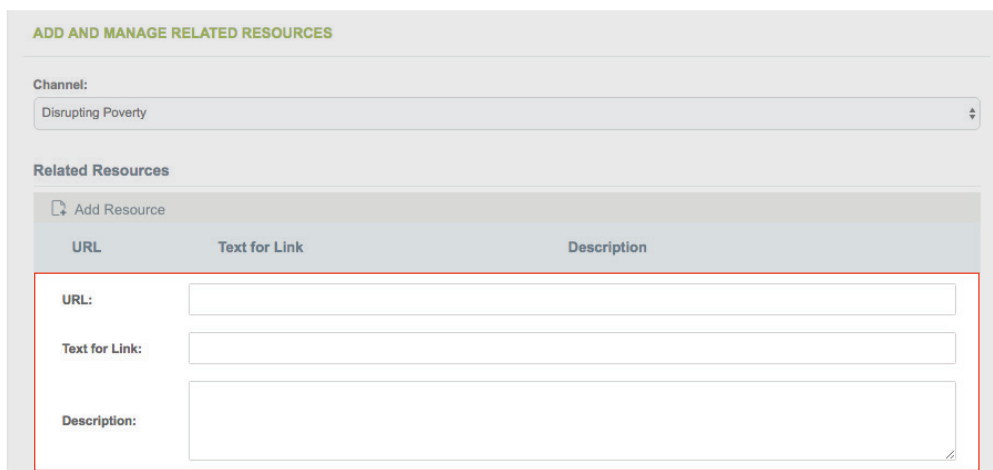 ADD AND MANAGE RELATED RESOURCES
Channel:
Disrupting Poverty
Related Resources
Add Resource
URL Text for Link Description
URL:
Text for Link:
Description: